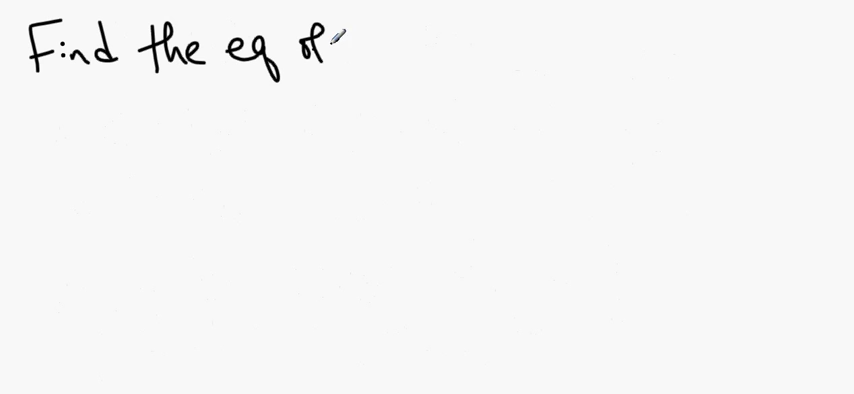 Find the eq of